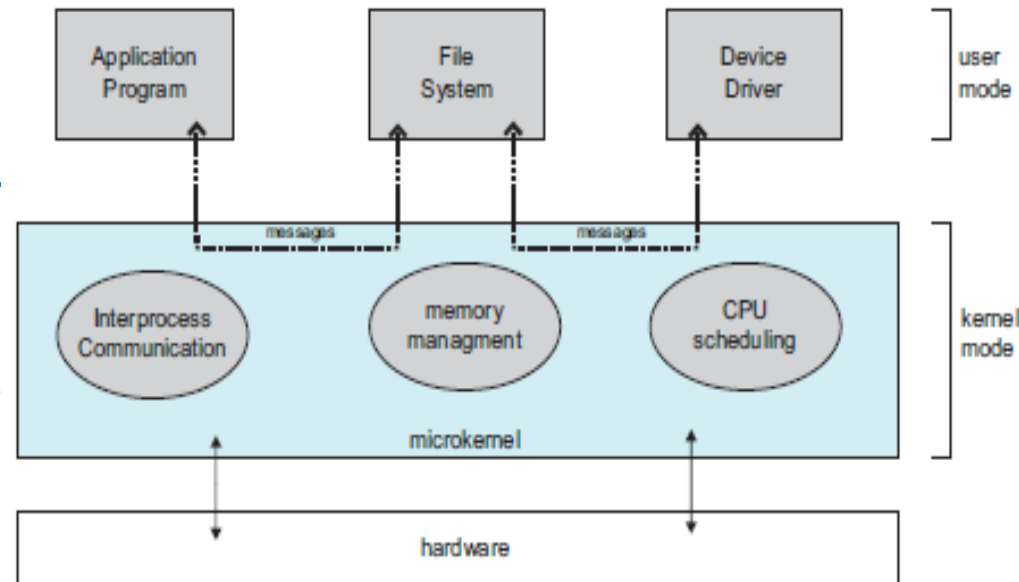 Application
Program
File
System
Device
Driver
user
mode
messages
messages
Interprocess
Communication
memory
managment
CPU
scheduling
kernel
mode
microkernel
hardware